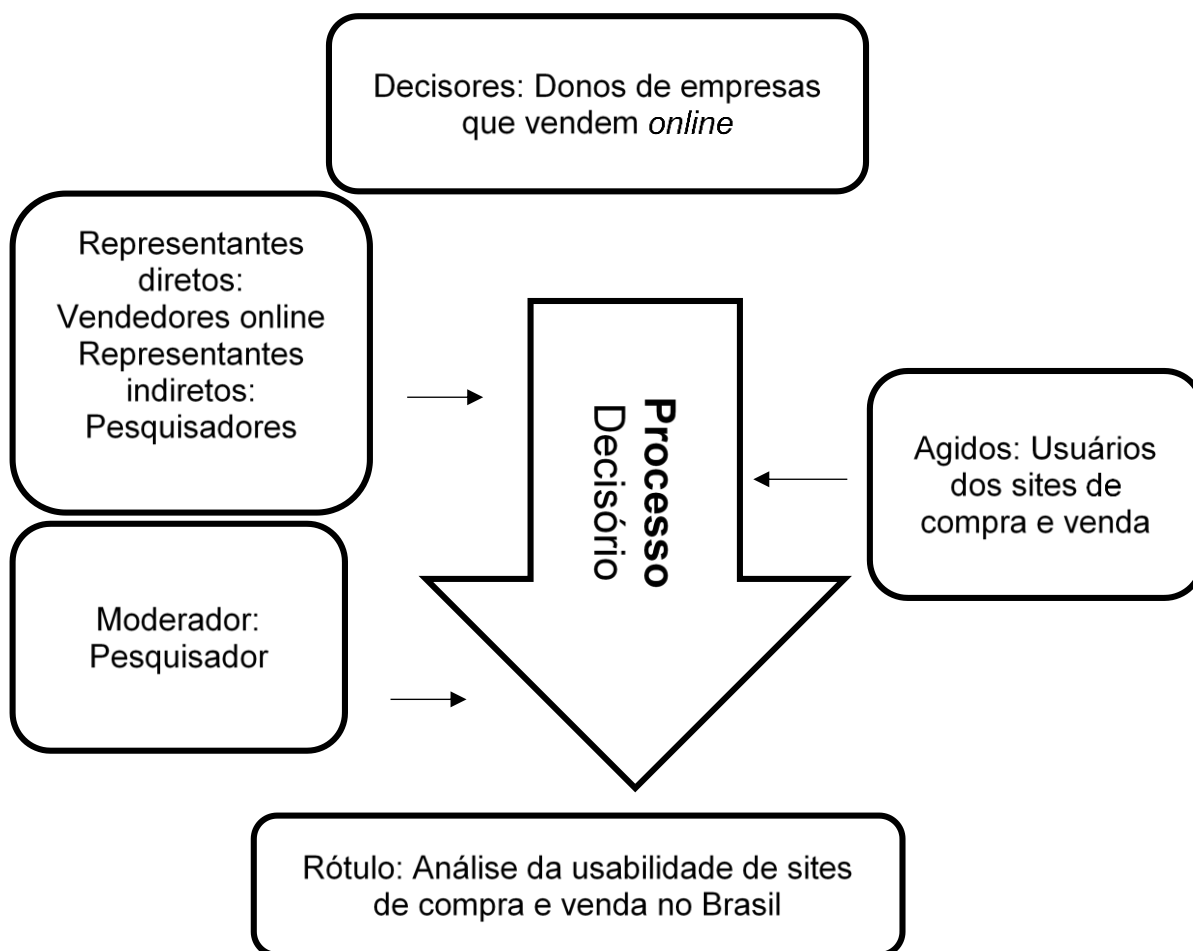 Decisores: Donos de empresas
que vendem online
Representantes
diretos:
Vendedores online
Representantes
indiretos:
Pesquisadores
Processo
Decisório
Agidos: Usuários
dos sites de
compra e venda
Moderador:
Pesquisador
Rótulo: Análise da usabilidade de sites
de compra e venda no Brasil